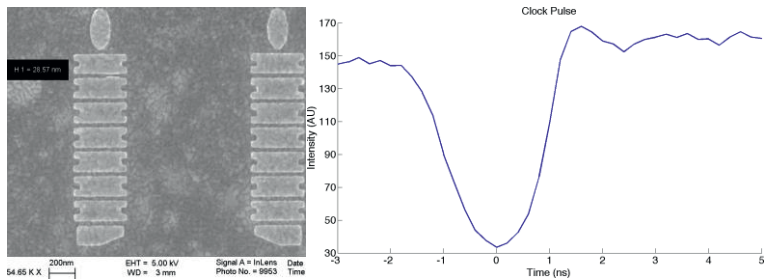 H 1 = 28.57 nm
54.65 K X
200nm
EHT = 5.00 kV
WD = 3 mm
Signal A = InLens
Photo No. = 9953
Date
Time
Clock Pulse
Intensity (AU)
170
150
130
110
90
70
50
30
-3 -2 -1 0 1 2 3 4 5
Time (ns)